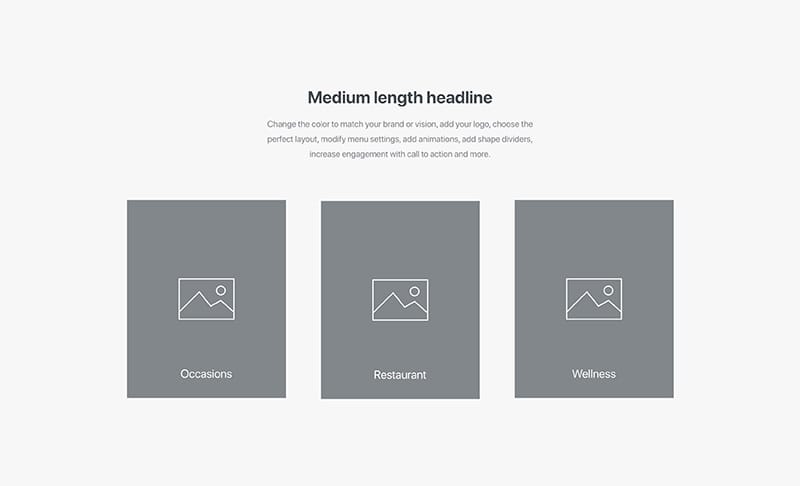 Medium length headline
Change the color to match your brand or vision, add your logo, choose the
perfect layout, modify menu settings, add animations, add shape dividers,
increase engagement with call to action and more.
Occasions
Restaurant
Wellness